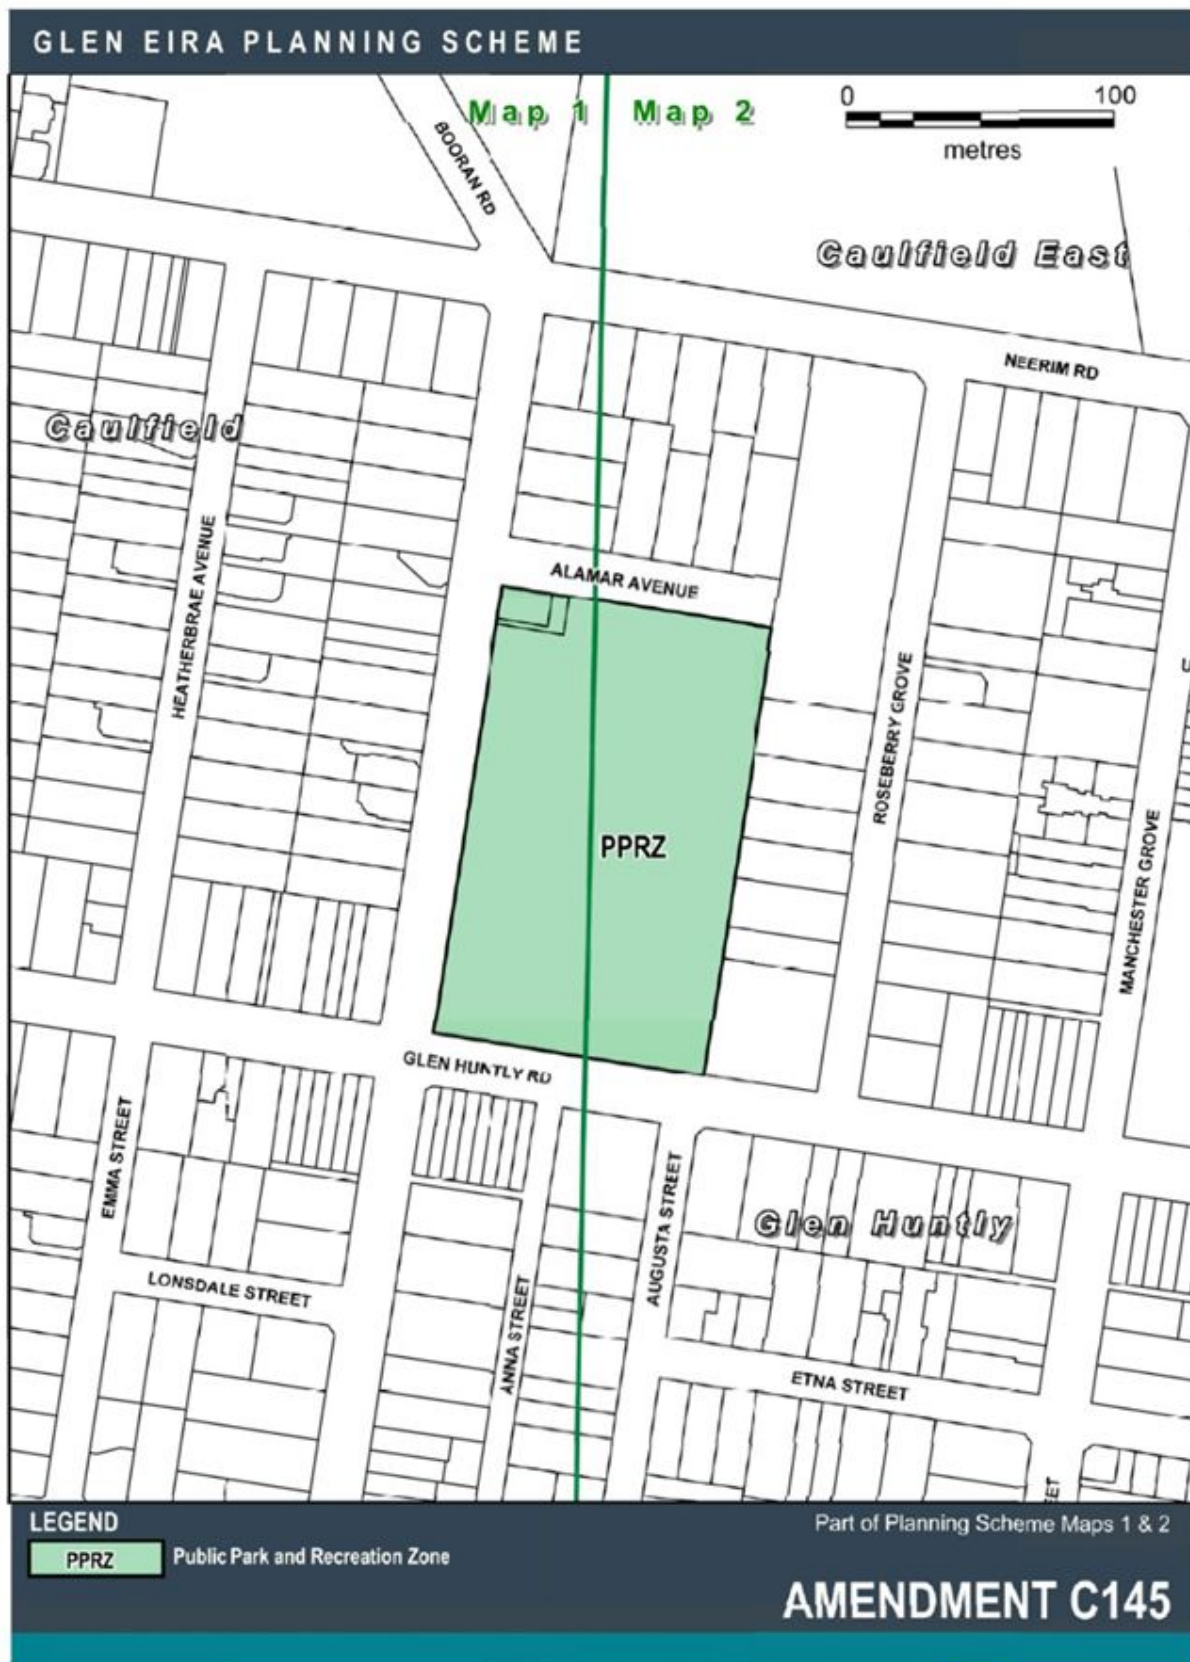 GLEN EIRA PLANNING SCHEME
Map 1 Map 2
0 100
metres
BOORAN RD
Caulfield East
NEERIM RD
Caulfield
ALAMAR AVENUE
HEATHERBRAE AVENUE
ROSEBERRY GROVE
PPRZ
MANCHESTER GROVE
GLEN HUNTLY RD
EMMA STREET
AUGUSTA STREET
Glen Huntly
LONSDALE STREET
ANNA STREET
ETNA STREET
EET
LEGEND
PPRZ Public Park and Recreation Zone
Part of Planning Scheme Maps 1 & 2
AMENDMENT C145